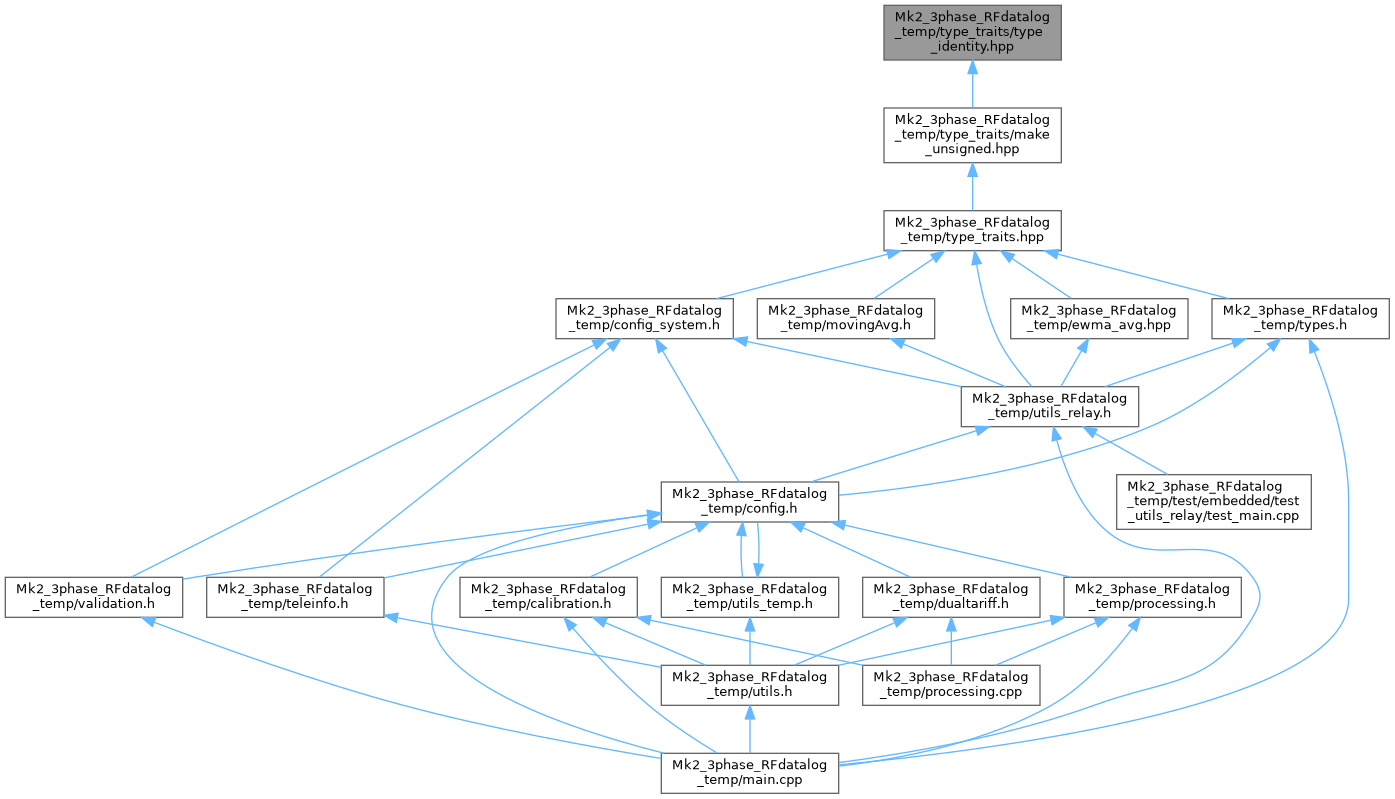 Mk2_3phase_RFdatalog
_temp/type_traits/type
_identity.hpp
Mk2_3phase_RFdatalog
_temp/type_traits/make
_unsigned.hpp
Mk2_3phase_RFdatalog
_temp/type_traits.hpp
Mk2_3phase_RFdatalog
_temp/config_system.h
Mk2_3phase_RFdatalog
_temp/movingAvg.h
Mk2_3phase_RFdatalog
_temp/ewma_avg.hpp
Mk2_3phase_RFdatalog
_temp/types.h
Mk2_3phase_RFdatalog
_temp/utils_relay.h
Mk2_3phase_RFdatalog
_temp/config.h
Mk2_3phase_RFdatalog
_temp/test/embedded/test
_utils_relay/test_main.cpp
Mk2_3phase_RFdatalog
_temp/validation.h
Mk2_3phase_RFdatalog
_temp/teleinfo.h
Mk2_3phase_RFdatalog
_temp/calibration.h
Mk2_3phase_RFdatalog
_temp/utils_temp.h
Mk2_3phase_RFdatalog
_temp/dualtariff.h
Mk2_3phase_RFdatalog
_temp/processing.h
Mk2_3phase_RFdatalog
_temp/utils.h
Mk2_3phase_RFdatalog
_temp/processing.cpp
Mk2_3phase_RFdatalog
_temp/main.cpp